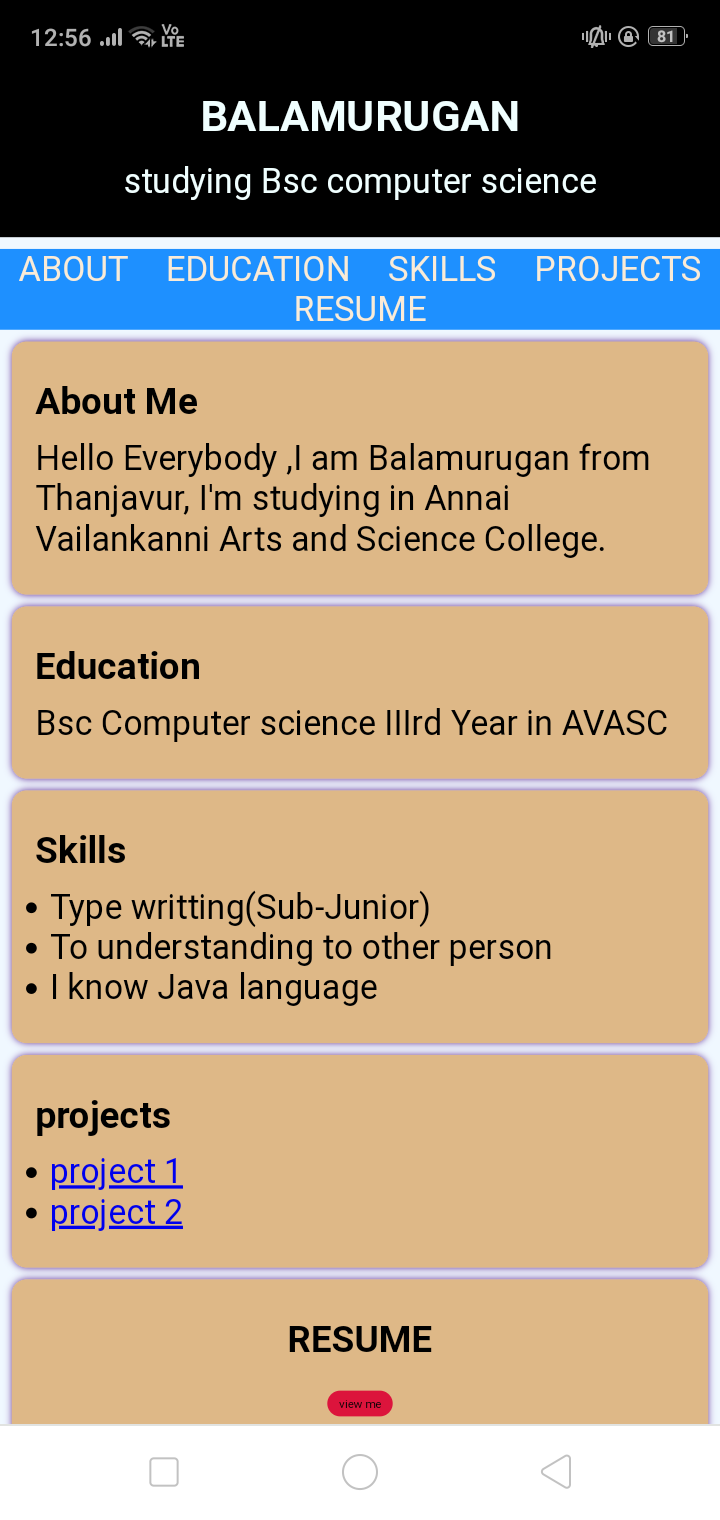 12:56 Vo LTE 81
BALAMURUGAN
studying Bsc computer science
ABOUT EDUCATION SKILLS PROJECTS
RESUME
About Me
Hello Everybody ,I am Balamurugan from
Thanjavur, I'm studying in Annai
Vailankanni Arts and Science College.
Education
Bsc Computer science IIIrd Year in AVASC
Skills
• Type writting(Sub-Junior)
• To understanding to other person
• I know Java language
projects
• project 1
• project 2
RESUME
view me